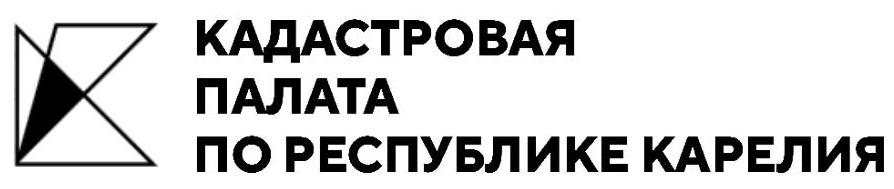 КАДАСТРОВАЯ
ПАЛАТА
ПО РЕСПУБЛИКЕ КАРЕЛИЯ